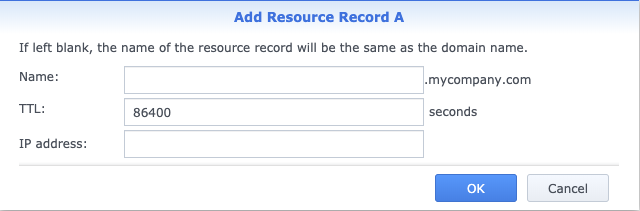 Add Resource Record A
If left blank, the name of the resource record will be the same as the domain name.
Name: .mycompany.com
TTL: 86400 seconds
IP address:
OK Cancel